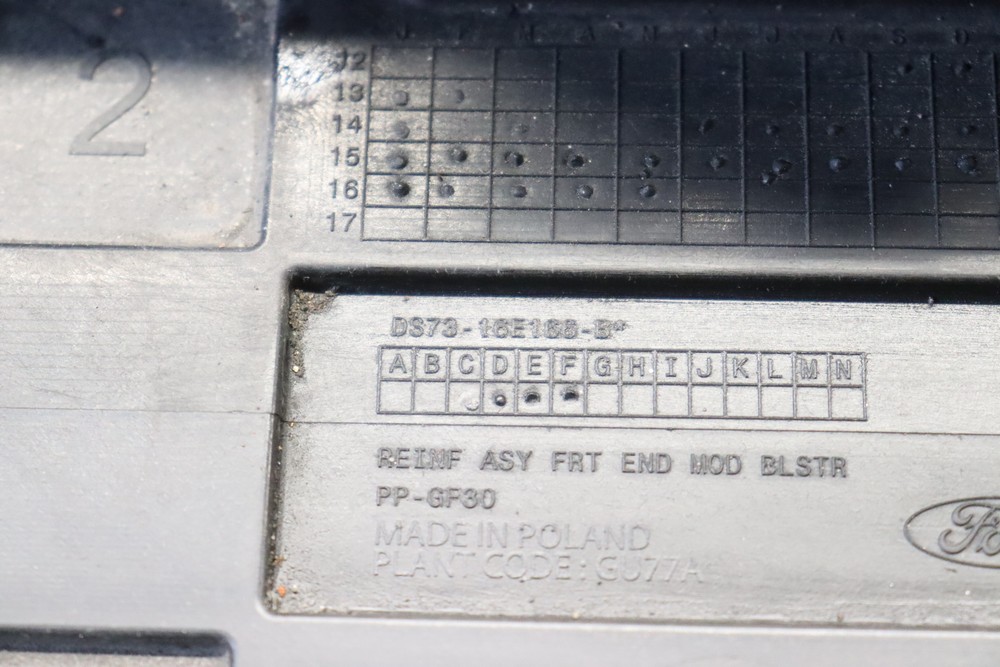 2
J F M A M J J A S O
12
13
14
15
16
17
DS73-16E166-B*
A B C D E F G H I J K L M N
REINF ASY FRT END MOD BLSTR
PP-GF30
MADE IN POLAND
PLANT CODE: GU77A